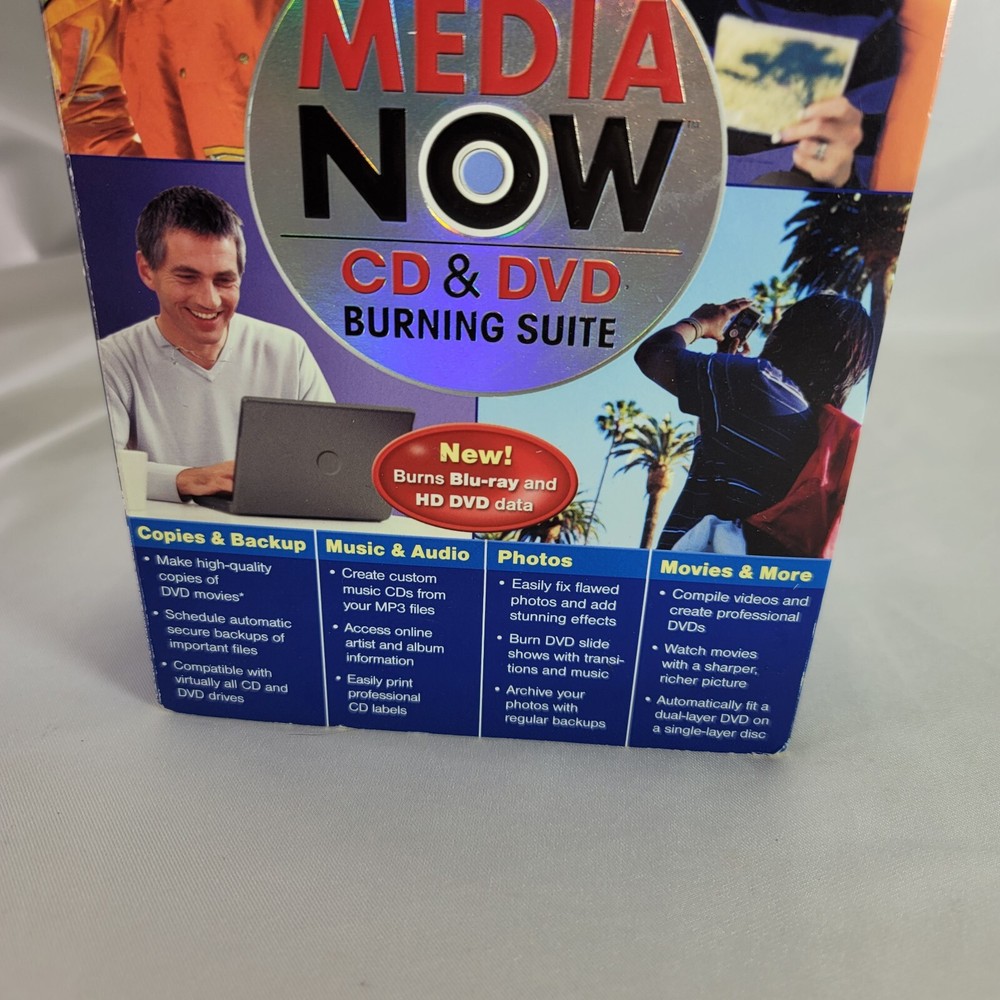 MEDIA
NOW™
CD & DVD
BURNING SUITE
New!
Burns Blu-ray and
HD DVD data
Copies & Backup
• Make high-quality
copies of
DVD movies*
• Schedule automatic
secure backups of
important files
• Compatible with
virtually all CD and
DVD drives
Music & Audio
• Create custom
music CDs from
your MP3 files
• Access online
artist and album
information
• Easily print
professional
CD labels
Photos
• Easily fix flawed
photos and add
stunning effects
• Burn DVD slide
shows with transi-
tions and music
• Archive your
photos with
regular backups
Movies & More
• Compile videos and
create professional
DVDs
• Watch movies
with a sharper,
richer picture
• Automatically fit a
dual-layer DVD on
a single-layer disc